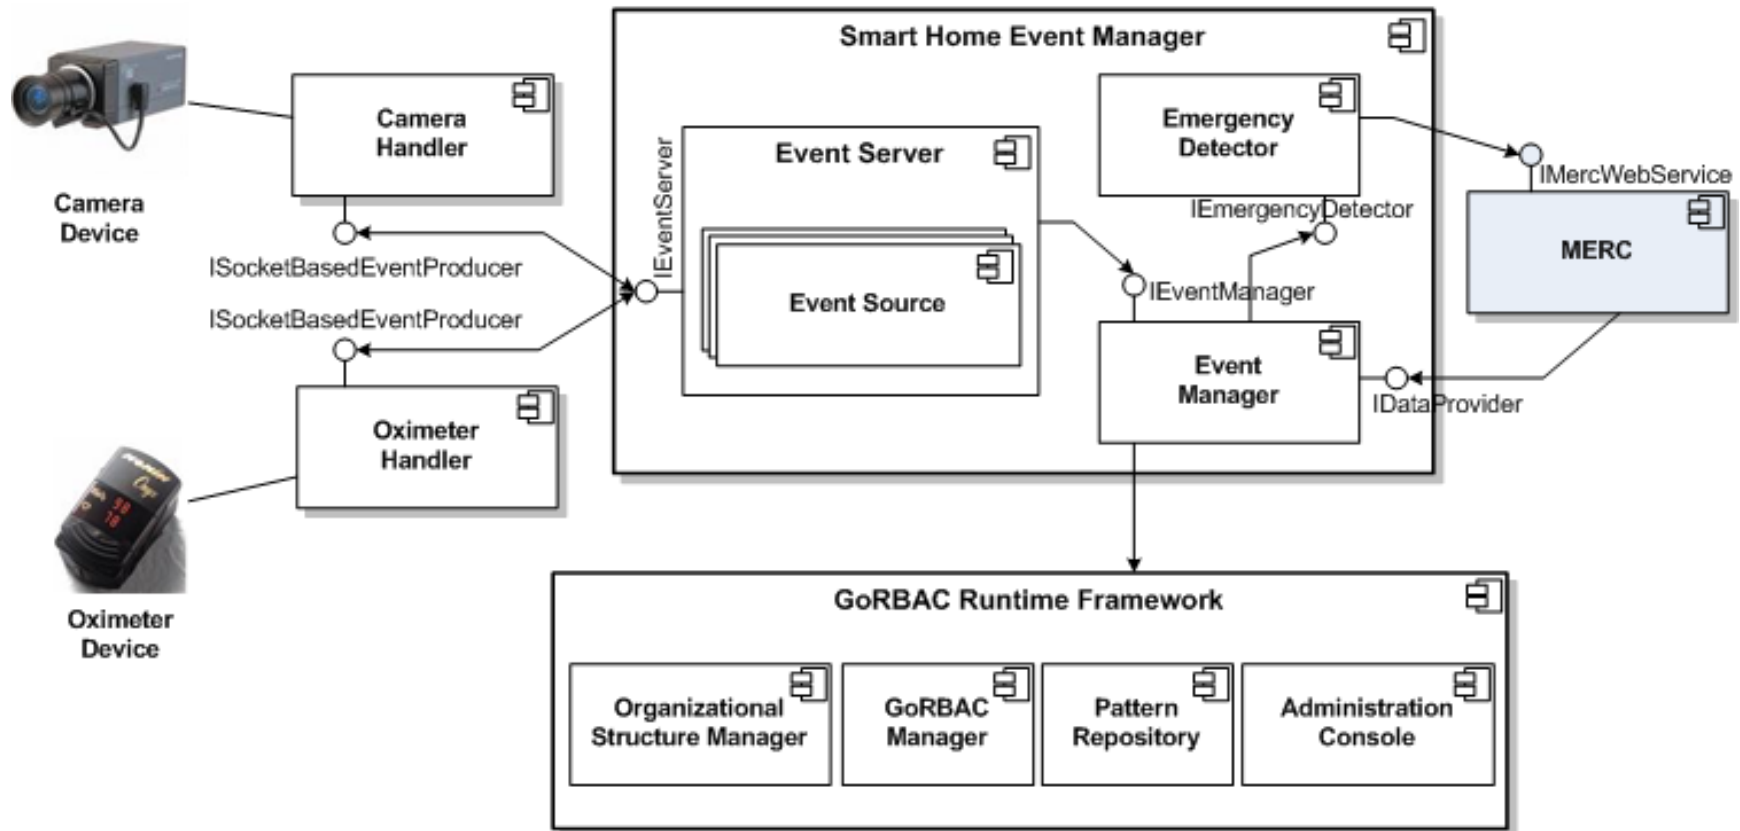 Smart Home Event Manager
Camera
Handler
Emergency
Detector
Event Server
IEventServer
IMercWebService
Camera
Device
IEmergencyDetector
MERC
ISocketBasedEventProducer
Event Source
IEventManager
ISocketBasedEventProducer
Event
Manager
IDataProvider
Oximeter
Handler
98
78
Oximeter
Device
GoRBAC Runtime Framework
Organizational
Structure Manager
GoRBAC
Manager
Pattern
Repository
Administration
Console